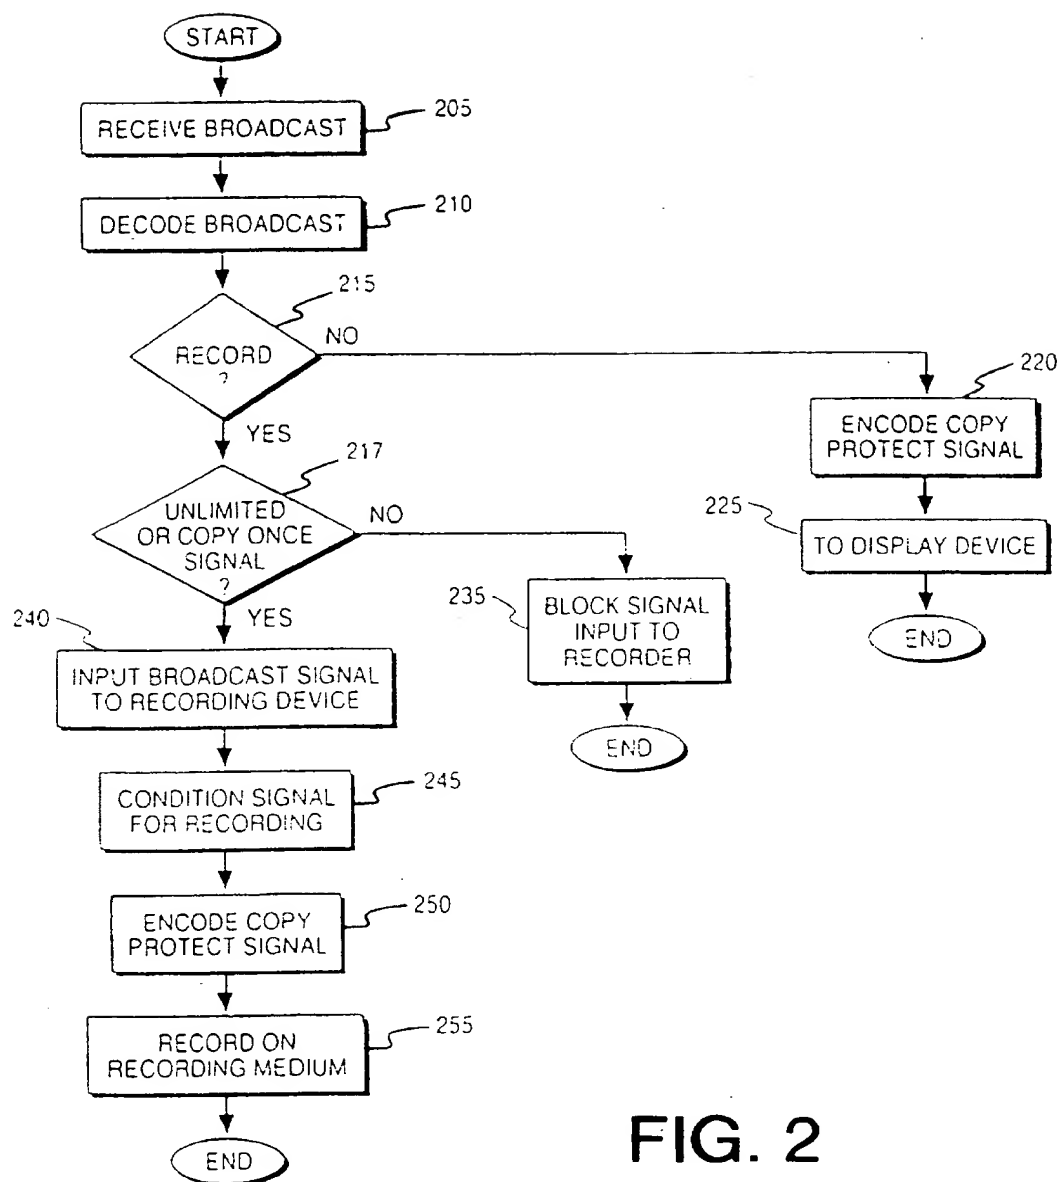 START
RECEIVE BROADCAST
205
DECODE BROADCAST
210
215
RECORD
?
NO
YES
220
ENCODE COPY
PROTECT SIGNAL
225
TO DISPLAY DEVICE
END
217
UNLIMITED
OR COPY ONCE
SIGNAL
?
NO
YES
235
BLOCK SIGNAL
INPUT TO
RECORDER
END
240
INPUT BROADCAST SIGNAL
TO RECORDING DEVICE
245
CONDITION SIGNAL
FOR RECORDING
250
ENCODE COPY
PROTECT SIGNAL
255
RECORD ON
RECORDING MEDIUM
END
FIG. 2